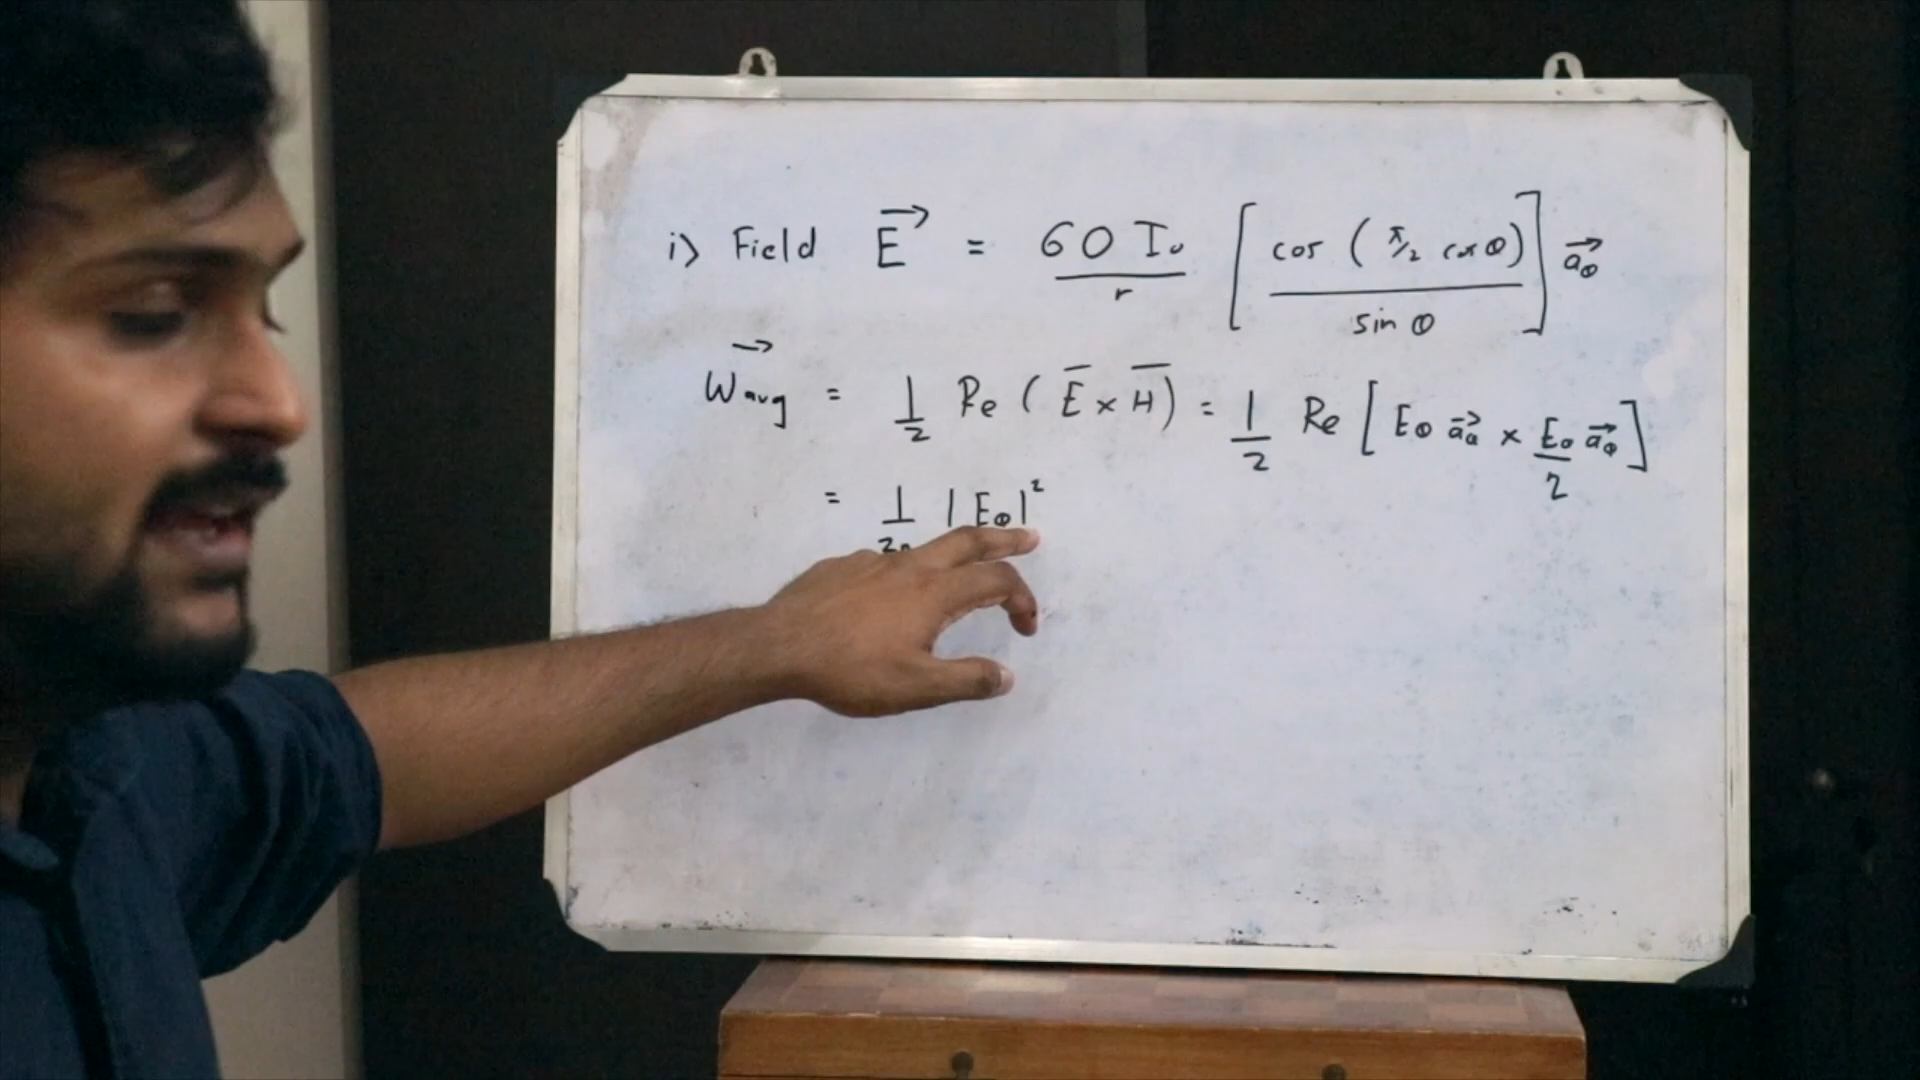 i) Field E⃗ = 60 I₀ / r [ cos ( π/2 cos θ ) / sin θ ] a⃗θ
W⃗avg = 1/2 Re ( E̅ × H̅ ) = 1/2 Re [ Eθ a⃗θ × Eθ/2 a⃗φ ]
= 1/2η |Eθ|²